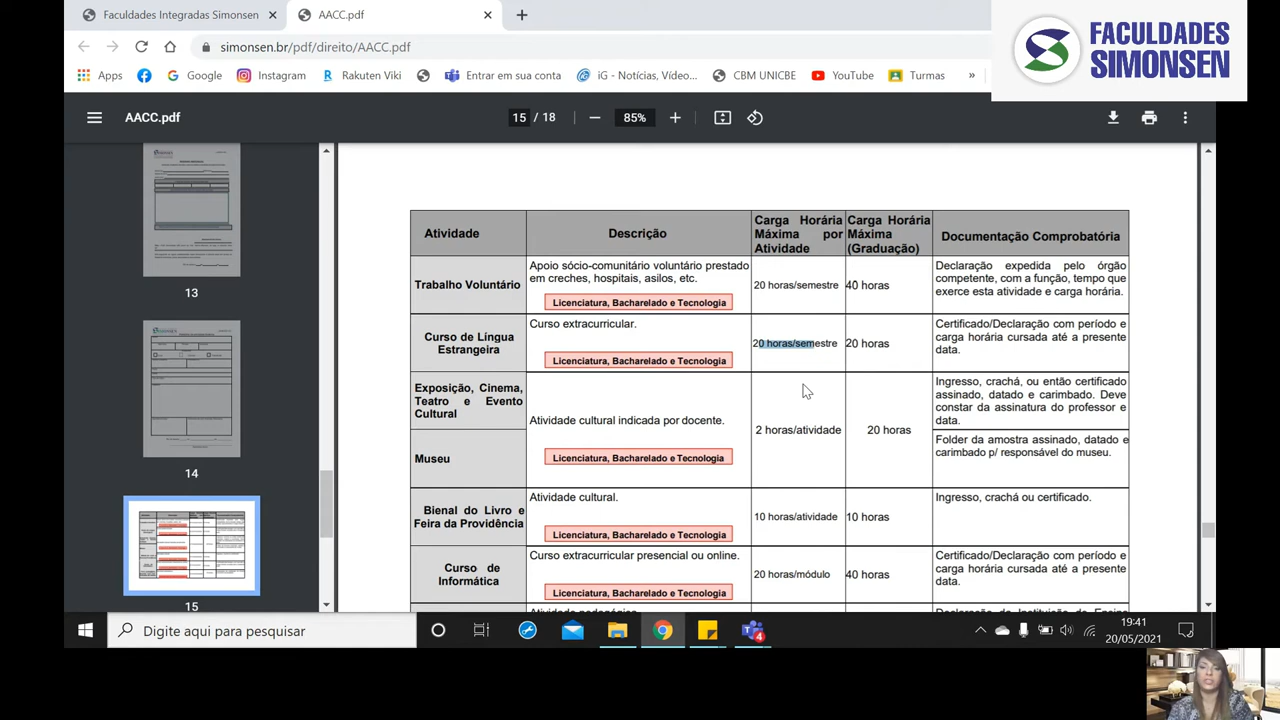 Faculdades Integradas Simonsen
AACC.pdf
simonsen.br/pdf/direito/AACC.pdf
FACULDADES
SIMONSEN
Apps
Google
Instagram
Rakuten Viki
Entrar em sua conta
iG - Notícias, Vídeo...
CBM UNICBE
YouTube
Turmas
»
AACC.pdf
15 / 18
85%
13
14
15
Atividade
Descrição
Carga Horária
Máxima por
Atividade
Carga Horária
Máxima
(Graduação)
Documentação Comprobatória
Trabalho Voluntário
Apoio sócio-comunitário voluntário prestado
em creches, hospitais, asilos, etc.
Licenciatura, Bacharelado e Tecnologia
20 horas/semestre
40 horas
Declaração expedida pelo órgão
competente, com a função, tempo que
exerce esta atividade e carga horária.
Curso de Língua
Estrangeira
Curso extracurricular.
Licenciatura, Bacharelado e Tecnologia
20 horas/semestre
20 horas
Certificado/Declaração com período e
carga horária cursada até a presente
data.
Exposição, Cinema,
Teatro e Evento
Cultural
Museu
Atividade cultural indicada por docente.
Licenciatura, Bacharelado e Tecnologia
2 horas/atividade
20 horas
Ingresso, crachá, ou então certificado
assinado, datado e carimbado. Deve
constar da assinatura do professor e
data.
Folder da amostra assinado, datado e
carimbado p/ responsável do museu.
Bienal do Livro e
Feira da Providência
Atividade cultural.
Licenciatura, Bacharelado e Tecnologia
10 horas/atividade
10 horas
Ingresso, crachá ou certificado.
Curso de
Informática
Curso extracurricular presencial ou online.
Licenciatura, Bacharelado e Tecnologia
20 horas/módulo
40 horas
Certificado/Declaração com período e
carga horária cursada até a presente
data.
Digite aqui para pesquisar
4
19:41
20/05/2021